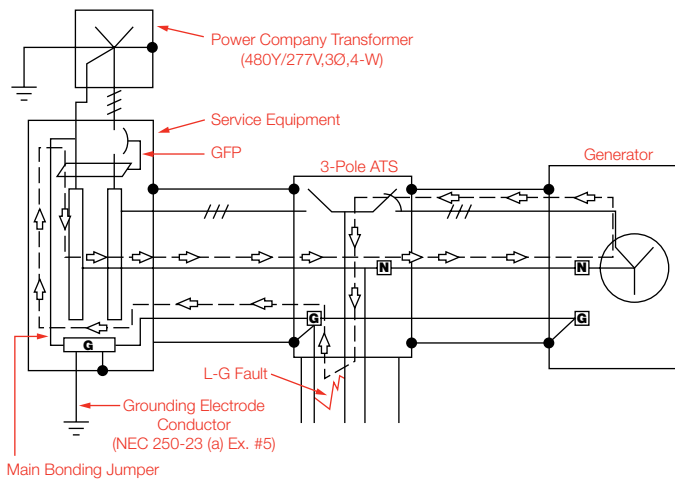 Power Company Transformer
(480Y/277V,3Ø,4-W)
Service Equipment
GFP
3-Pole ATS
Generator
N
N
G
G
G
L-G Fault
Grounding Electrode
Conductor
(NEC 250-23 (a) Ex. #5)
Main Bonding Jumper